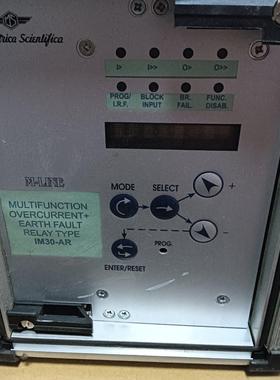 trica Scientifica
I> I>> O> O>>
PROG/ I.R.F. BLOCK INPUT BR. FAIL. FUNC. DISAB.
M-LINE
MODE SELECT +
MULTIFUNCTION
OVERCURRENT+
EARTH FAULT
RELAY TYPE
IM30-AR
-
PROG.
ENTER/RESET